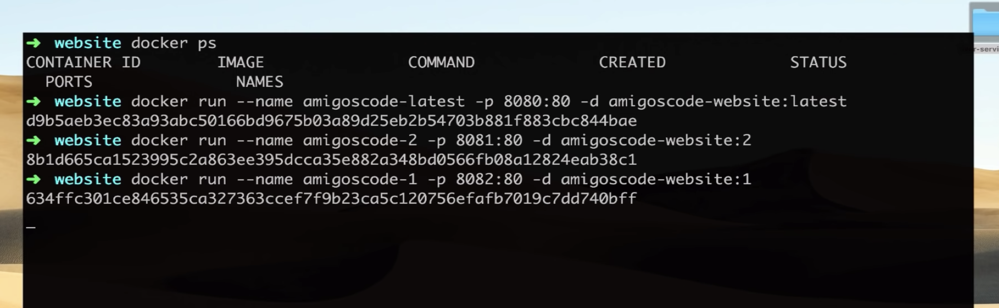 ➜ website docker ps
CONTAINER ID IMAGE COMMAND CREATED STATUS
PORTS NAMES
➜ website docker run --name amigoscode-latest -p 8080:80 -d amigoscode-website:latest
d9b5aeb3ec83a93abc50166bd9675b03a89d25eb2b54703b881f883cbc844bae
➜ website docker run --name amigoscode-2 -p 8081:80 -d amigoscode-website:2
8b1d665ca1523995c2a863ee395dcca35e882a348bd0566fb08a12824eab38c1
➜ website docker run --name amigoscode-1 -p 8082:80 -d amigoscode-website:1
634ffc301ce846535ca327363ccef7f9b23ca5c120756efafb7019c7dd740bff
_